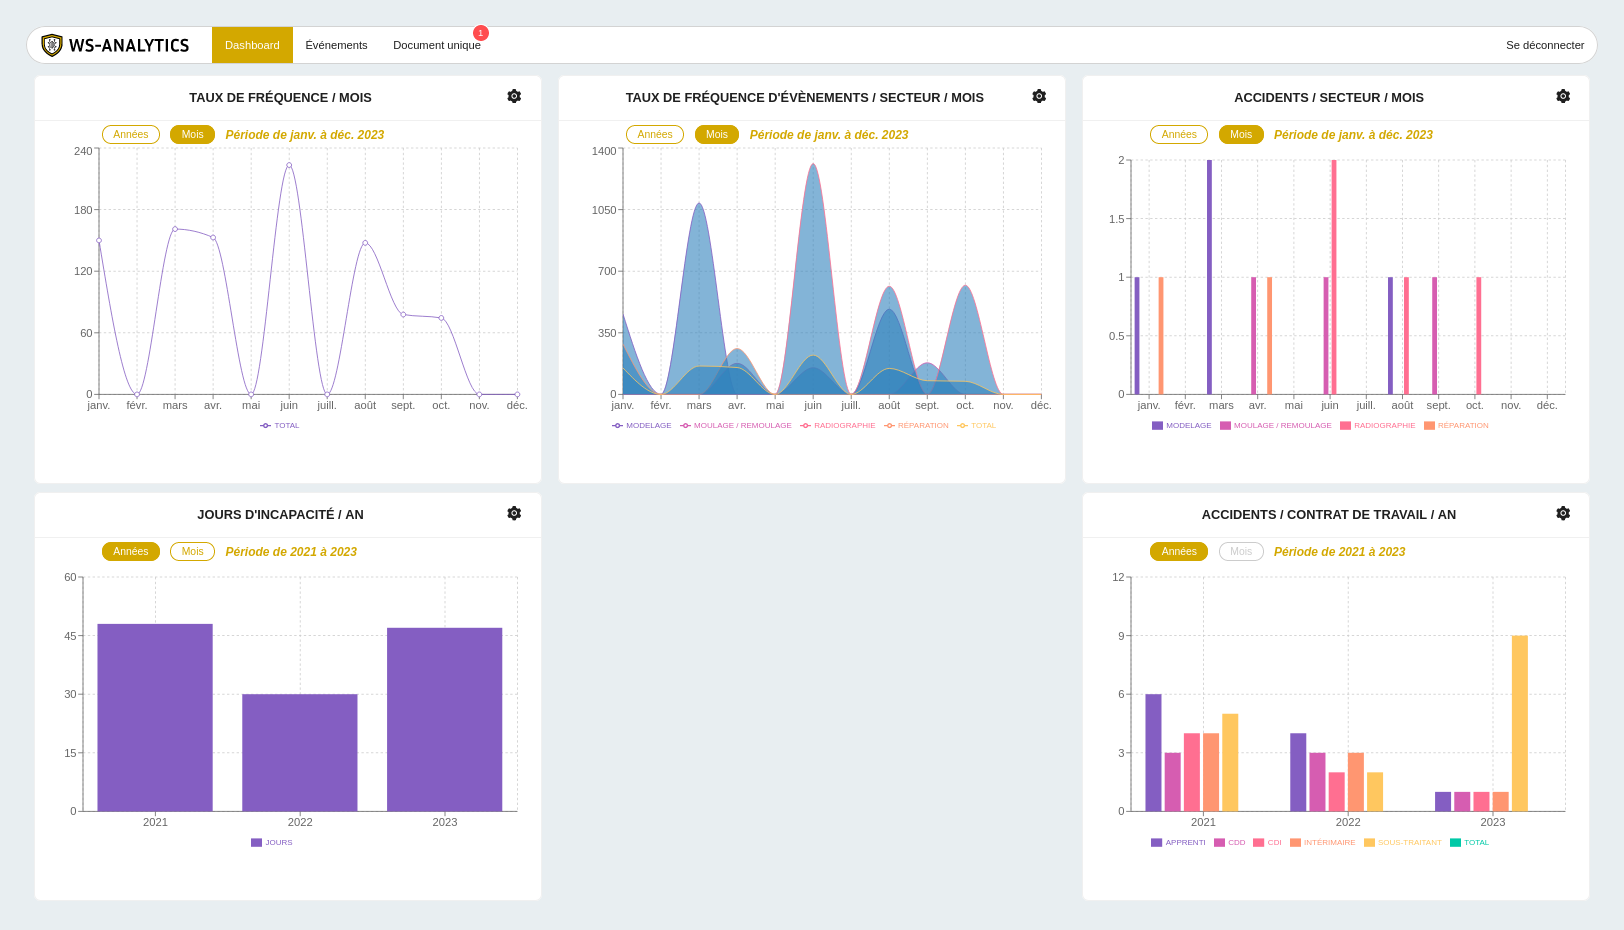 WS-ANALYTICS
Dashboard
Événements
Document unique
1
Se déconnecter
TAUX DE FRÉQUENCE / MOIS
Années Mois Période de janv. à déc. 2023
240
180
120
60
0
janv. févr. mars avr. mai juin juill. août sept. oct. nov. déc.
TOTAL
TAUX DE FRÉQUENCE D'ÉVÈNEMENTS / SECTEUR / MOIS
Années Mois Période de janv. à déc. 2023
1400
1050
700
350
0
janv. févr. mars avr. mai juin juill. août sept. oct. nov. déc.
MODELAGE MOULAGE / REMOULAGE RADIOGRAPHIE RÉPARATION TOTAL
ACCIDENTS / SECTEUR / MOIS
Années Mois Période de janv. à déc. 2023
2
1.5
1
0.5
0
janv. févr. mars avr. mai juin juill. août sept. oct. nov. déc.
MODELAGE MOULAGE / REMOULAGE RADIOGRAPHIE RÉPARATION
JOURS D'INCAPACITÉ / AN
Années Mois Période de 2021 à 2023
60
45
30
15
0
2021 2022 2023
JOURS
ACCIDENTS / CONTRAT DE TRAVAIL / AN
Années Mois Période de 2021 à 2023
12
9
6
3
0
2021 2022 2023
APPRENTI CDD CDI INTÉRIMAIRE SOUS-TRAITANT TOTAL